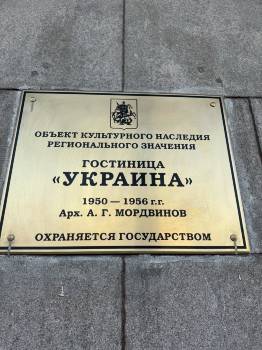 ОБЪЕКТ КУЛЬТУРНОГО НАСЛЕДИЯ
РЕГИОНАЛЬНОГО ЗНАЧЕНИЯ
ГОСТИНИЦА
«УКРАИНА»
1950 — 1956 г.г.
Арх. А. Г. МОРДВИНОВ
ОХРАНЯЕТСЯ ГОСУДАРСТВОМ